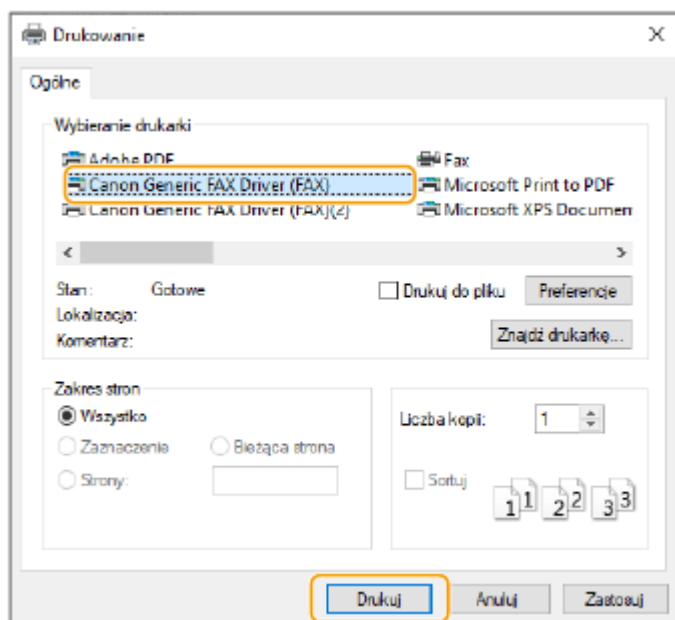 Drukowanie
Ogólne
Wybieranie drukarki
Adobe PDF
Fax
Canon Generic FAX Driver (FAX)
Microsoft Print to PDF
Canon Generic FAX Driver (FAX)(2)
Microsoft XPS Documen
Stan: Gotowe
Drukuj do pliku
Preferencje
Lokalizacja:
Komentarz:
Znajdź drukarkę...
Zakres stron
Wszystko
Liczba kopii: 1
Zaznaczenie
Bieżąca strona
Strony:
Sortuj
1 1 2 2 3 3
Drukuj
Anuluj
Zastosuj